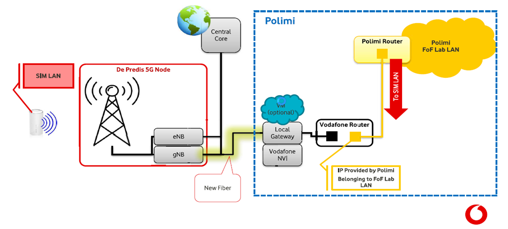 Central
Core
Polimi
Polimi Router
Polimi
FoF Lab LAN
SIM LAN
De Predis 5G Node
To SIM LAN
(optional?)
Vodafone Router
eNB
gNB
Local
Gateway
Vodafone
NVI
New Fiber
IP Provided by Polimi
Belonging to FoF Lab
LAN